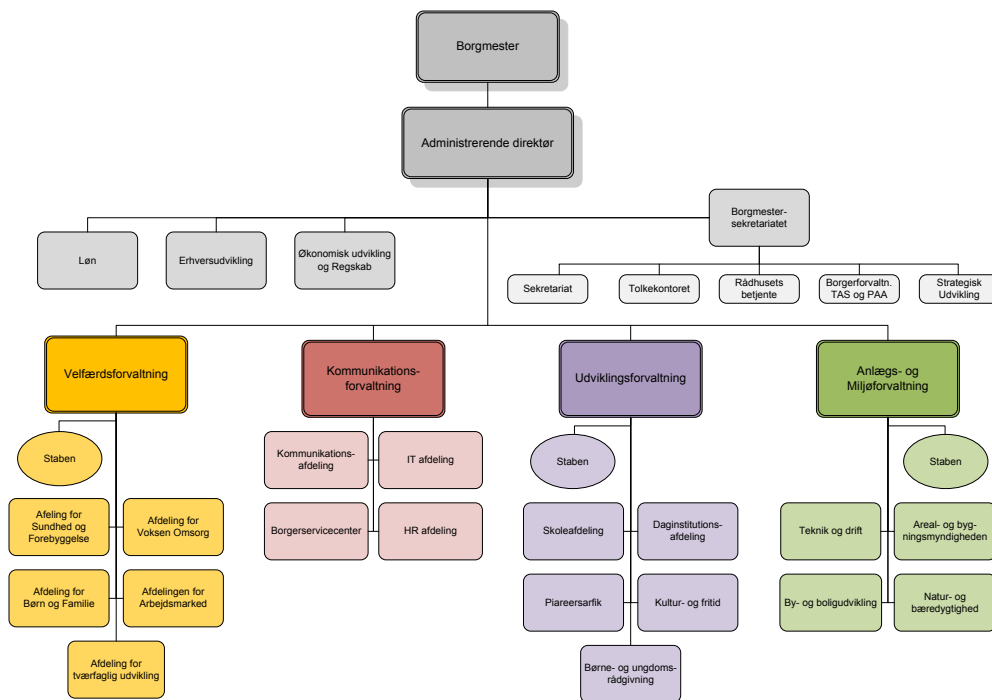 Borgmester
Administrerende direktør
Borgmester-
sekretariatet
Løn
Erhversudvikling
Økonomisk udvikling
og Regskab
Sekretariat
Tolkekontoret
Rådhusets
betjente
Borgerforvaltn.
TAS og PAA
Strategisk
Udvikling
Velfærdsforvaltning
Kommunikations-
forvaltning
Udviklingsforvaltning
Anlægs- og
Miljøforvaltning
Staben
Afeling for
Sundhed og
Forebyggelse
Afdeling for
Voksen Omsorg
Afdeling for
Børn og Familie
Afdelingen for
Arbejdsmarked
Afdeling for
tværfaglig udvikling
Kommunikations-
afdeling
IT afdeling
Borgerservicecenter
HR afdeling
Staben
Skoleafdeling
Daginstitutions-
afdeling
Piareersarfik
Kultur- og fritid
Børne- og ungdoms-
rådgivning
Staben
Teknik og drift
Areal- og byg-
ningsmyndigheden
By- og boligudvikling
Natur- og
bæredygtighed